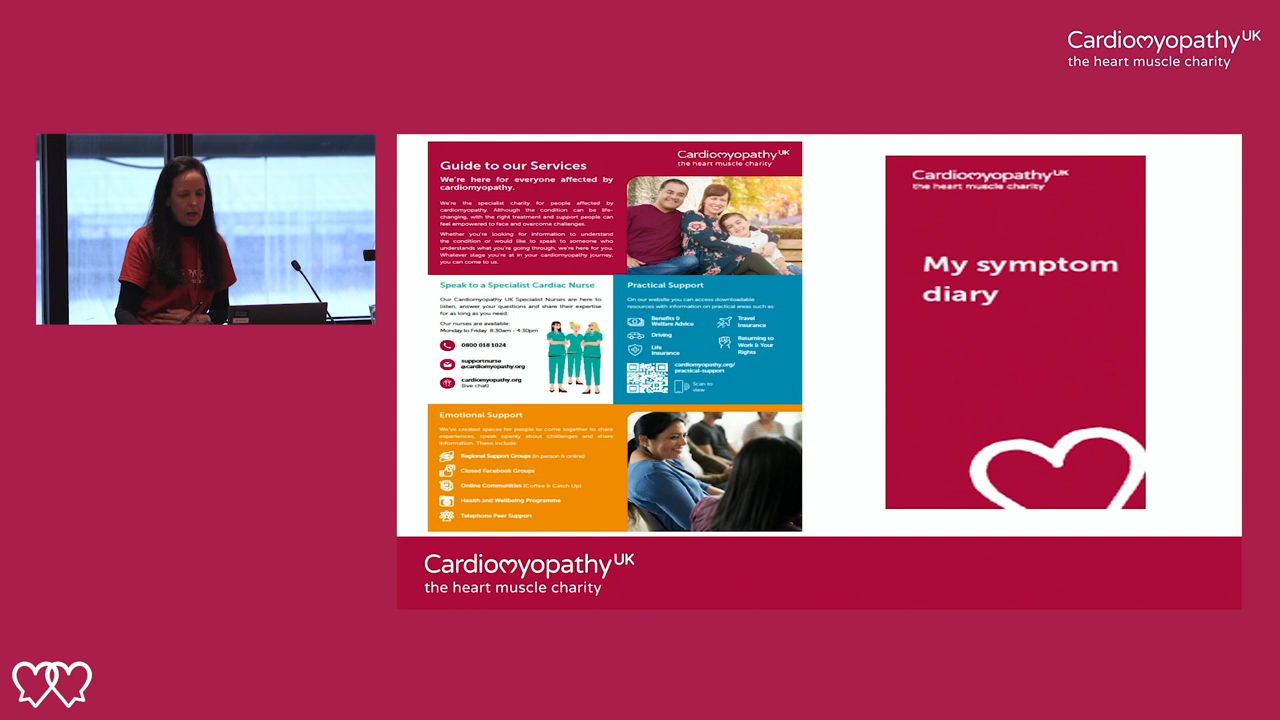 Cardiomyopathy UK
the heart muscle charity
Guide to our Services
We're here for everyone affected by
cardiomyopathy.
We're the specialist charity for people affected by
cardiomyopathy. Although the condition can be life-
changing, with the right treatment and support people can
feel empowered to face and overcome challenges.
Whether you're looking for information to understand
the condition or would like to speak to someone who
understands what you're going through, we're here for you.
Whatever stage you're at in your cardiomyopathy journey,
you can come to us.
Cardiomyopathy UK
the heart muscle charity
Speak to a Specialist Cardiac Nurse
Our Cardiomyopathy UK Specialist Nurses are here to
listen, answer your questions and share their expertise
for as long as you need.
Our nurses are available:
Monday to Friday 8:30am - 4:30pm
0800 018 1024
supportnurse
@cardiomyopathy.org
cardiomyopathy.org
(live chat)
Practical Support
On our website you can access downloadable
resources with information on practical areas such as:
Benefits &
Welfare Advice
Driving
Life
Insurance
Travel
Insurance
Returning to
Work & Your
Rights
cardiomyopathy.org/
practical-support
Scan to
view
Emotional Support
We've created spaces for people to come together to share
experiences, speak openly about challenges and share
information. These include:
Regional Support Groups (in person & online)
Closed Facebook Groups
Online Communities (Coffee & Catch Up)
Health and Wellbeing Programme
Telephone Peer Support
Cardiomyopathy UK
the heart muscle charity
My symptom
diary
Cardiomyopathy UK
the heart muscle charity